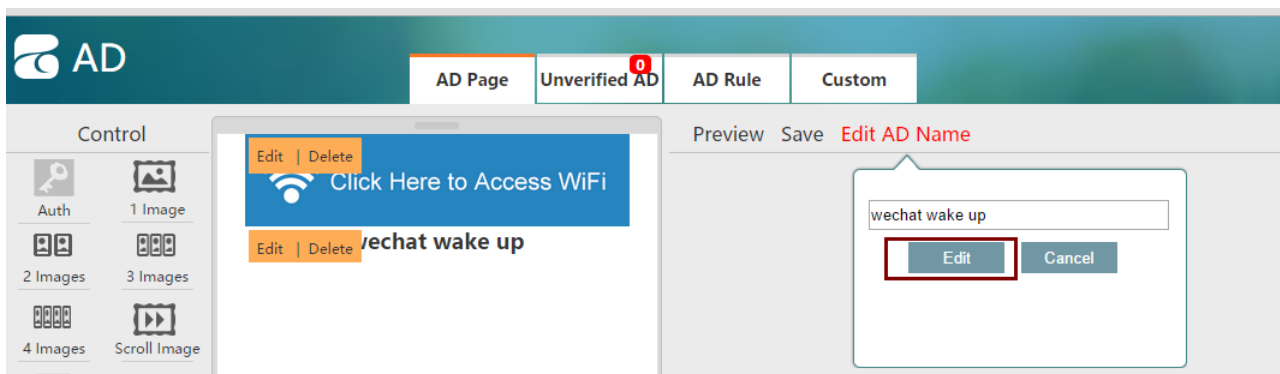 AD
AD Page
Unverified AD
0
AD Rule
Custom
Control
Auth
1 Image
2 Images
3 Images
4 Images
Scroll Image
Edit | Delete
Click Here to Access WiFi
Edit | Delete
wechat wake up
Preview Save Edit AD Name
wechat wake up
Edit Cancel